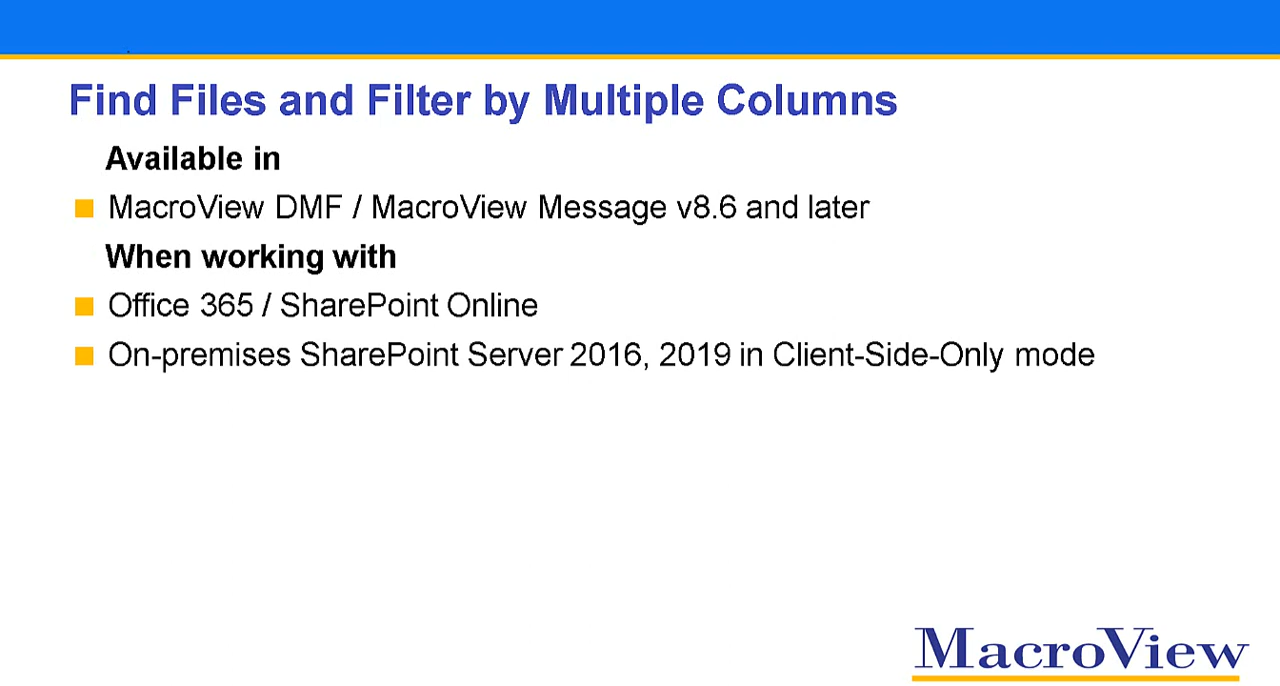 Find Files and Filter by Multiple Columns
Available in
MacroView DMF / MacroView Message v8.6 and later
When working with
Office 365 / SharePoint Online
On-premises SharePoint Server 2016, 2019 in Client-Side-Only mode
MacroView